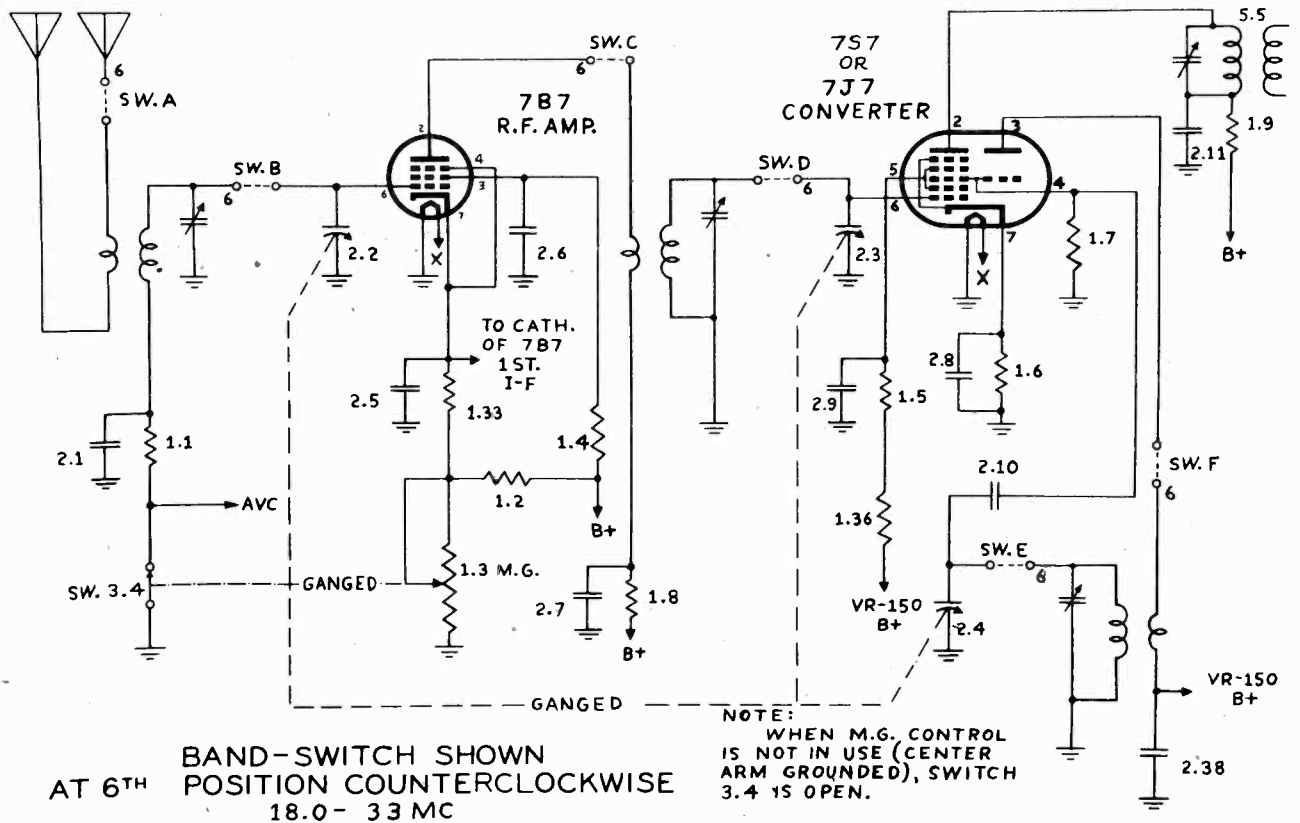 6
SW.A
SW.B
6
7B7
R.F. AMP.
2
4
3
6
7
X
2.2
2.6
SW.C
6
7S7
OR
7J7
CONVERTER
5.5
2
3
5
6
4
7
X
SW.D
6
2.3
1.7
2.11
1.9
B+
TO CATH.
OF 7B7
1ST.
I-F
2.5
1.33
1.4
2.9
1.5
2.8
1.6
2.1
1.1
AVC
1.2
B+
1.36
2.10
SW.F
6
SW. 3.4
GANGED
1.3 M.G.
2.7
1.8
B+
VR-150
B+
2.4
SW.E
6
VR-150
B+
2.38
GANGED
NOTE:
WHEN M.G. CONTROL
IS NOT IN USE (CENTER
ARM GROUNDED), SWITCH
3.4 IS OPEN.
BAND-SWITCH SHOWN
AT 6TH POSITION COUNTERCLOCKWISE
18.0- 33 MC